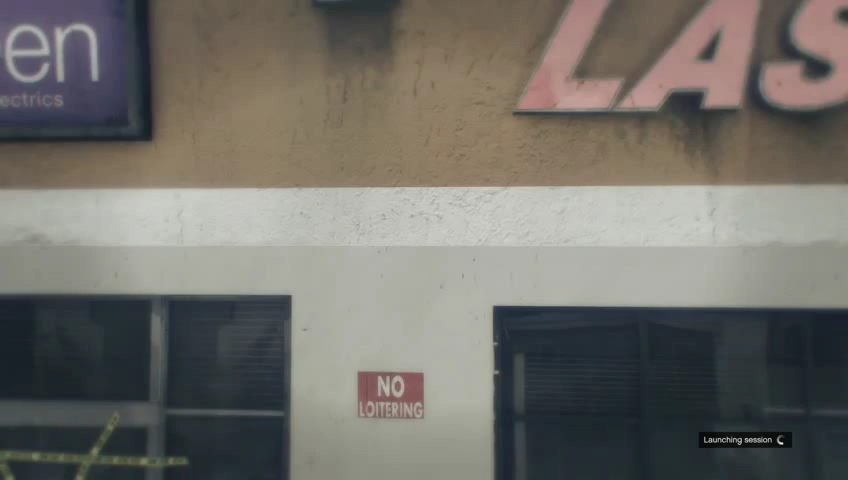 en
ectrics
LAS
NO
LOITERING
Launching session